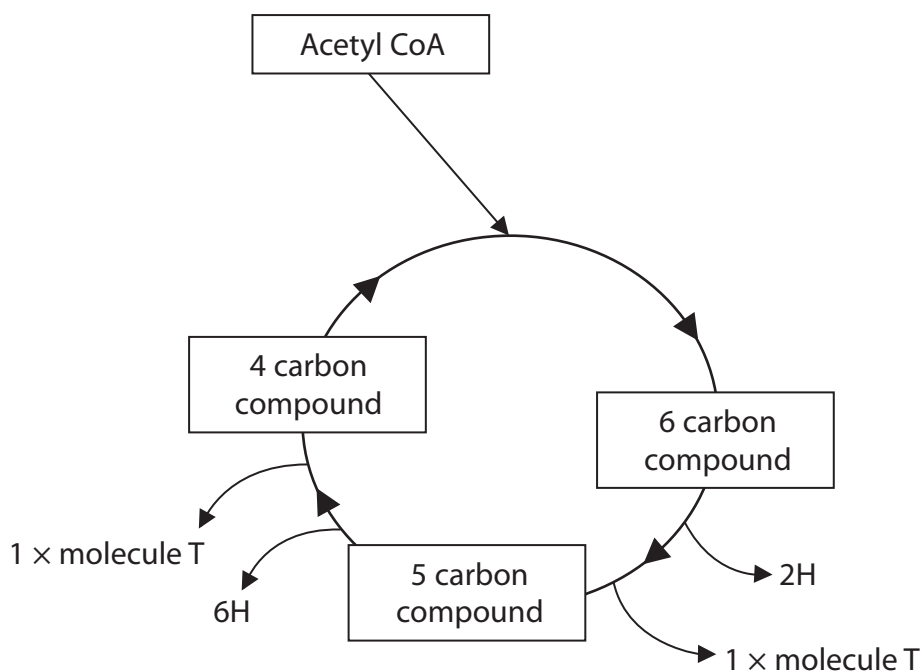 Acetyl CoA
4 carbon
compound
6 carbon
compound
1 × molecule T
6H
5 carbon
compound
2H
1 × molecule T